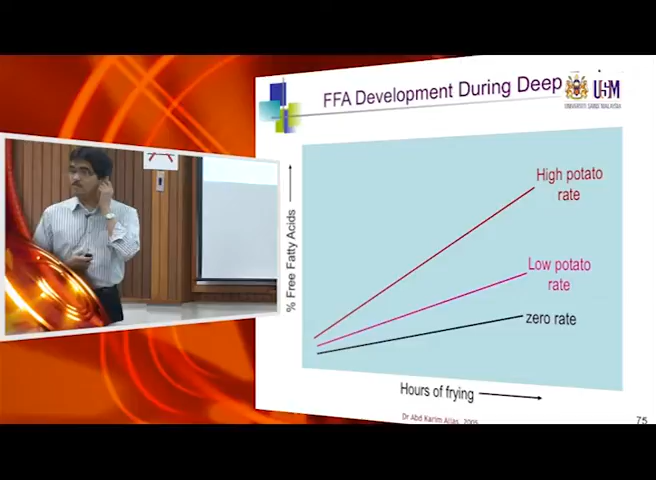 FFA Development During Deep
USM
UNIVERSITI SAINS MALAYSIA
High potato
rate
Low potato
rate
zero rate
% Free Fatty Acids
Hours of frying
Dr Abd Karim Alias, 2005
75